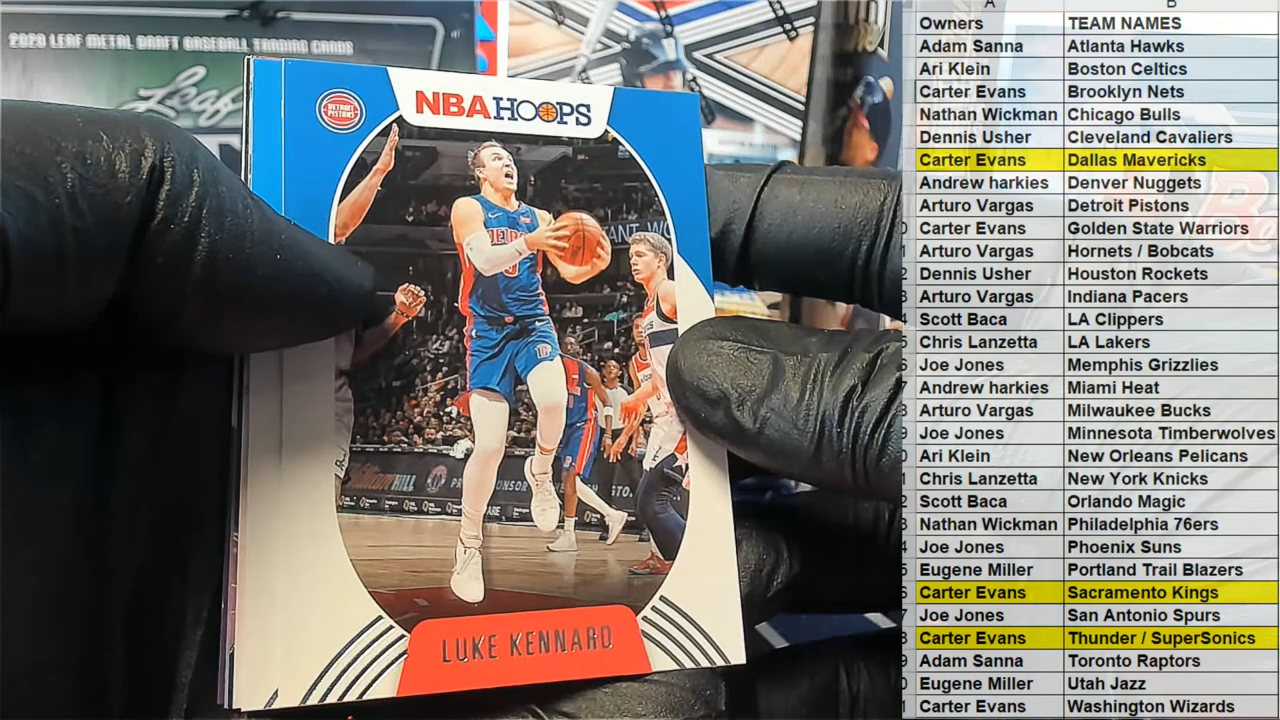 2020 LEAF METAL DRAFT BASEBALL TRADING CARDS
Leaf
DETROIT PISTONS
NBA HOOPS
LUKE KENNARD
A B
Owners TEAM NAMES
Adam Sanna Atlanta Hawks
Ari Klein Boston Celtics
Carter Evans Brooklyn Nets
Nathan Wickman Chicago Bulls
Dennis Usher Cleveland Cavaliers
Carter Evans Dallas Mavericks
Andrew harkies Denver Nuggets
Arturo Vargas Detroit Pistons
Carter Evans Golden State Warriors
Arturo Vargas Hornets / Bobcats
Dennis Usher Houston Rockets
Arturo Vargas Indiana Pacers
Scott Baca LA Clippers
Chris Lanzetta LA Lakers
Joe Jones Memphis Grizzlies
Andrew harkies Miami Heat
Arturo Vargas Milwaukee Bucks
Joe Jones Minnesota Timberwolves
Ari Klein New Orleans Pelicans
Chris Lanzetta New York Knicks
Scott Baca Orlando Magic
Nathan Wickman Philadelphia 76ers
Joe Jones Phoenix Suns
Eugene Miller Portland Trail Blazers
Carter Evans Sacramento Kings
Joe Jones San Antonio Spurs
Carter Evans Thunder / SuperSonics
Adam Sanna Toronto Raptors
Eugene Miller Utah Jazz
Carter Evans Washington Wizards